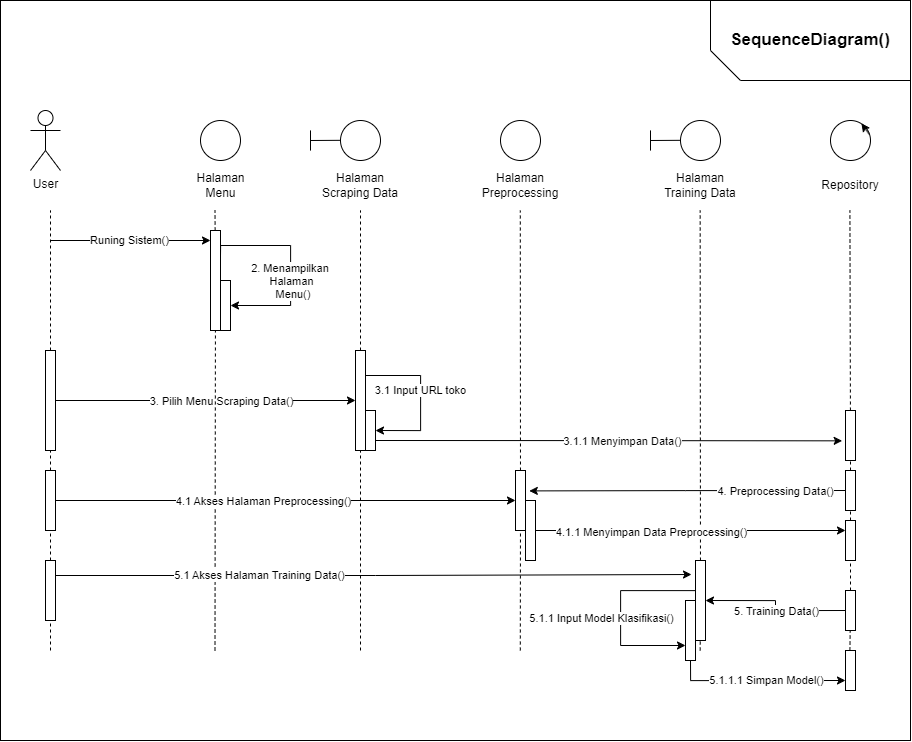 SequenceDiagram()
User
Halaman
Menu
Halaman
Scraping Data
Halaman
Preprocessing
Halaman
Training Data
Repository
Runing Sistem()
2. Menampilkan
Halaman
Menu()
3. Pilih Menu Scraping Data()
3.1 Input URL toko
3.1.1 Menyimpan Data()
4.1 Akses Halaman Preprocessing()
4. Preprocessing Data()
4.1.1 Menyimpan Data Preprocessing()
5.1 Akses Halaman Training Data()
5. Training Data()
5.1.1 Input Model Klasifikasi()
5.1.1.1 Simpan Model()